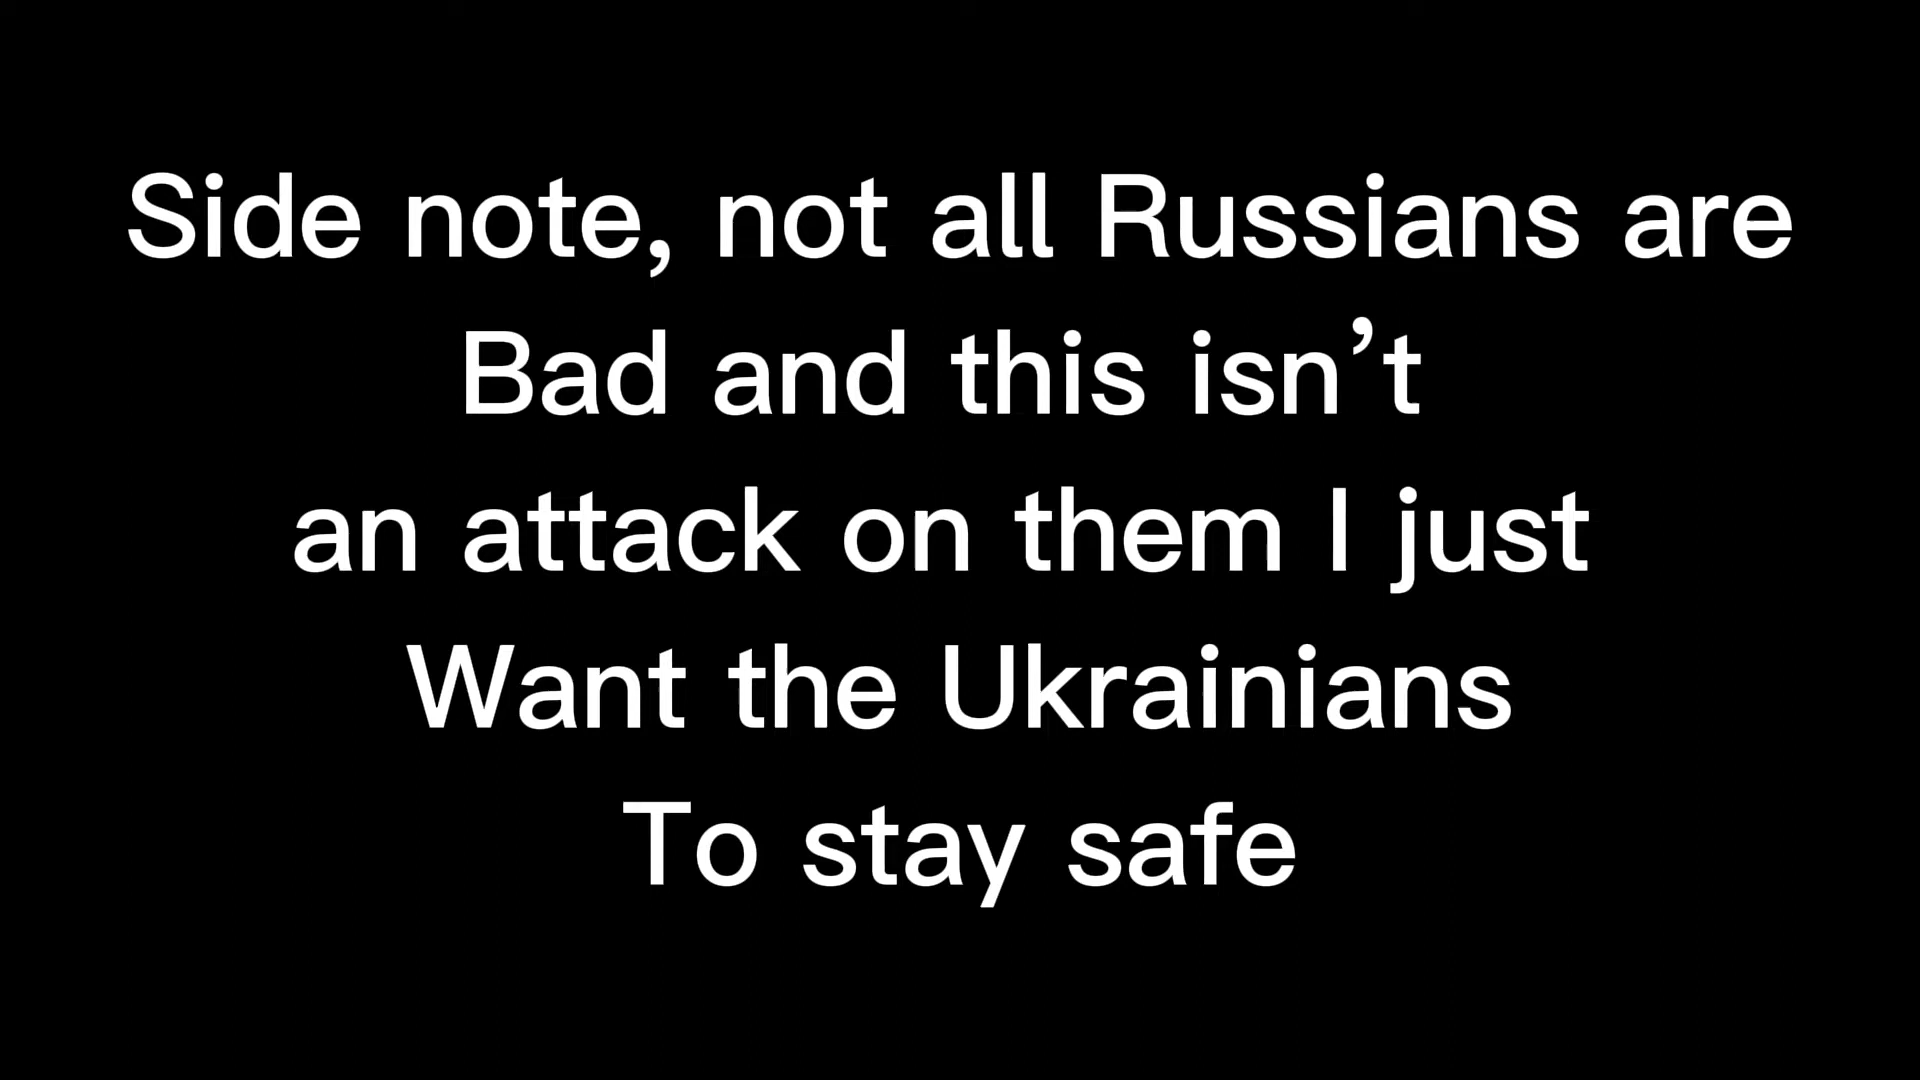 Side note, not all Russians are
Bad and this isn’t
an attack on them I just
Want the Ukrainians
To stay safe